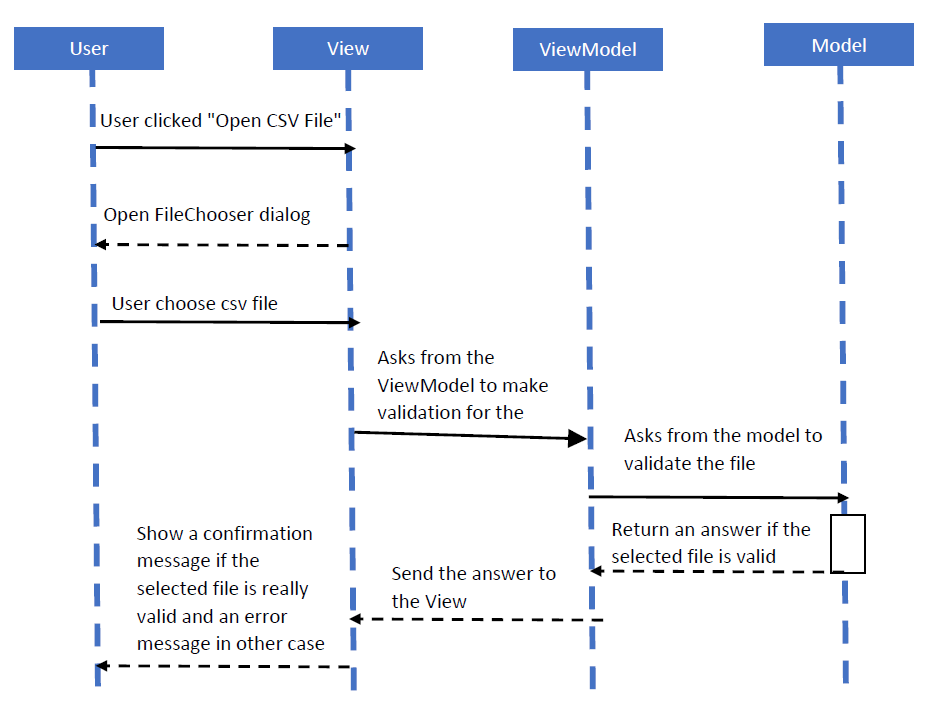 User
View
ViewModel
Model
User clicked "Open CSV File"
Open FileChooser dialog
User choose csv file
Asks from the
ViewModel to make
validation for the
Asks from the model to
validate the file
Return an answer if the
selected file is valid
Send the answer to
the View
Show a confirmation
message if the
selected file is really
valid and an error
message in other case